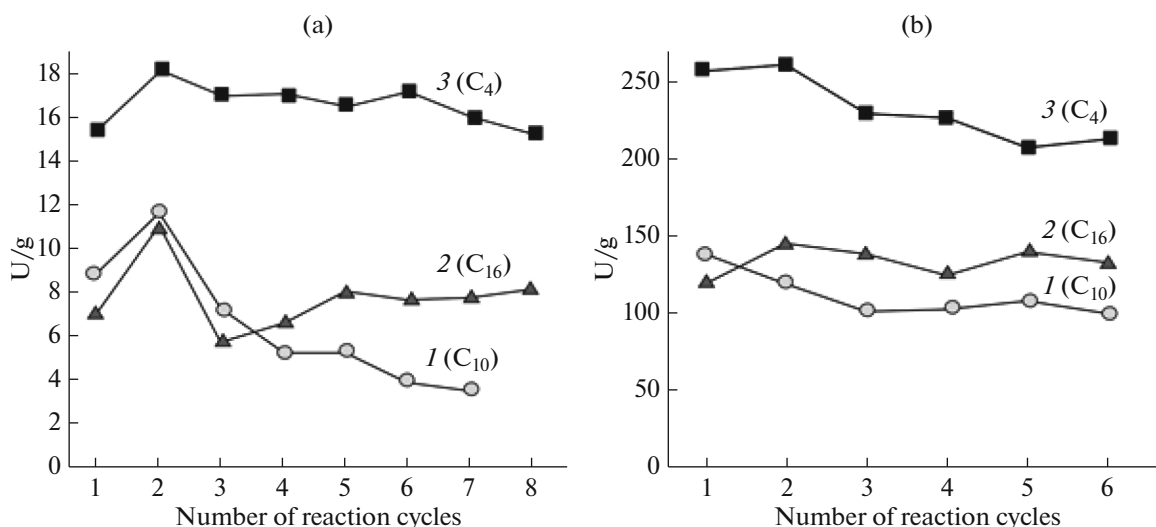 (a)
18
16
14
12
10
8
6
4
2
0
U/g
3 (C₄)
2 (C₁₆)
1 (C₁₀)
1 2 3 4 5 6 7 8
Number of reaction cycles
(b)
250
200
150
100
50
0
U/g
3 (C₄)
2 (C₁₆)
1 (C₁₀)
1 2 3 4 5 6
Number of reaction cycles